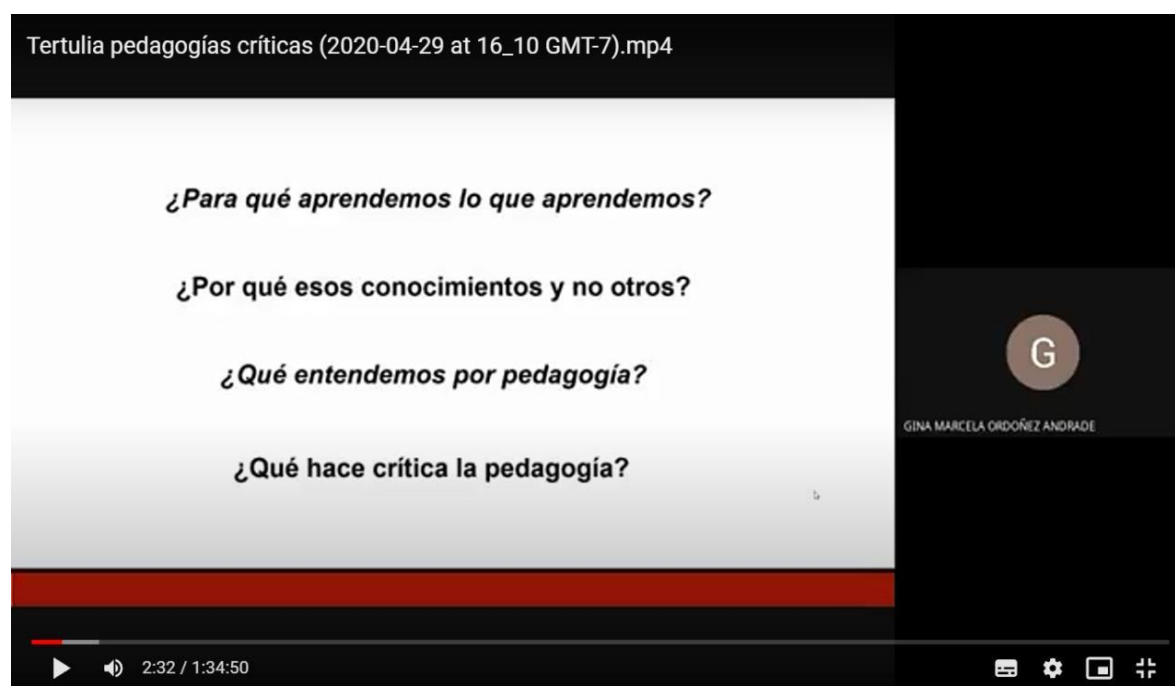 Tertulia pedagogías críticas (2020-04-29 at 16_10 GMT-7).mp4
¿Para qué aprendemos lo que aprendemos?
¿Por qué esos conocimientos y no otros?
¿Qué entendemos por pedagogía?
¿Qué hace crítica la pedagogía?
G
GINA MARCELA ORDOÑEZ ANDRADE
2:32 / 1:34:50